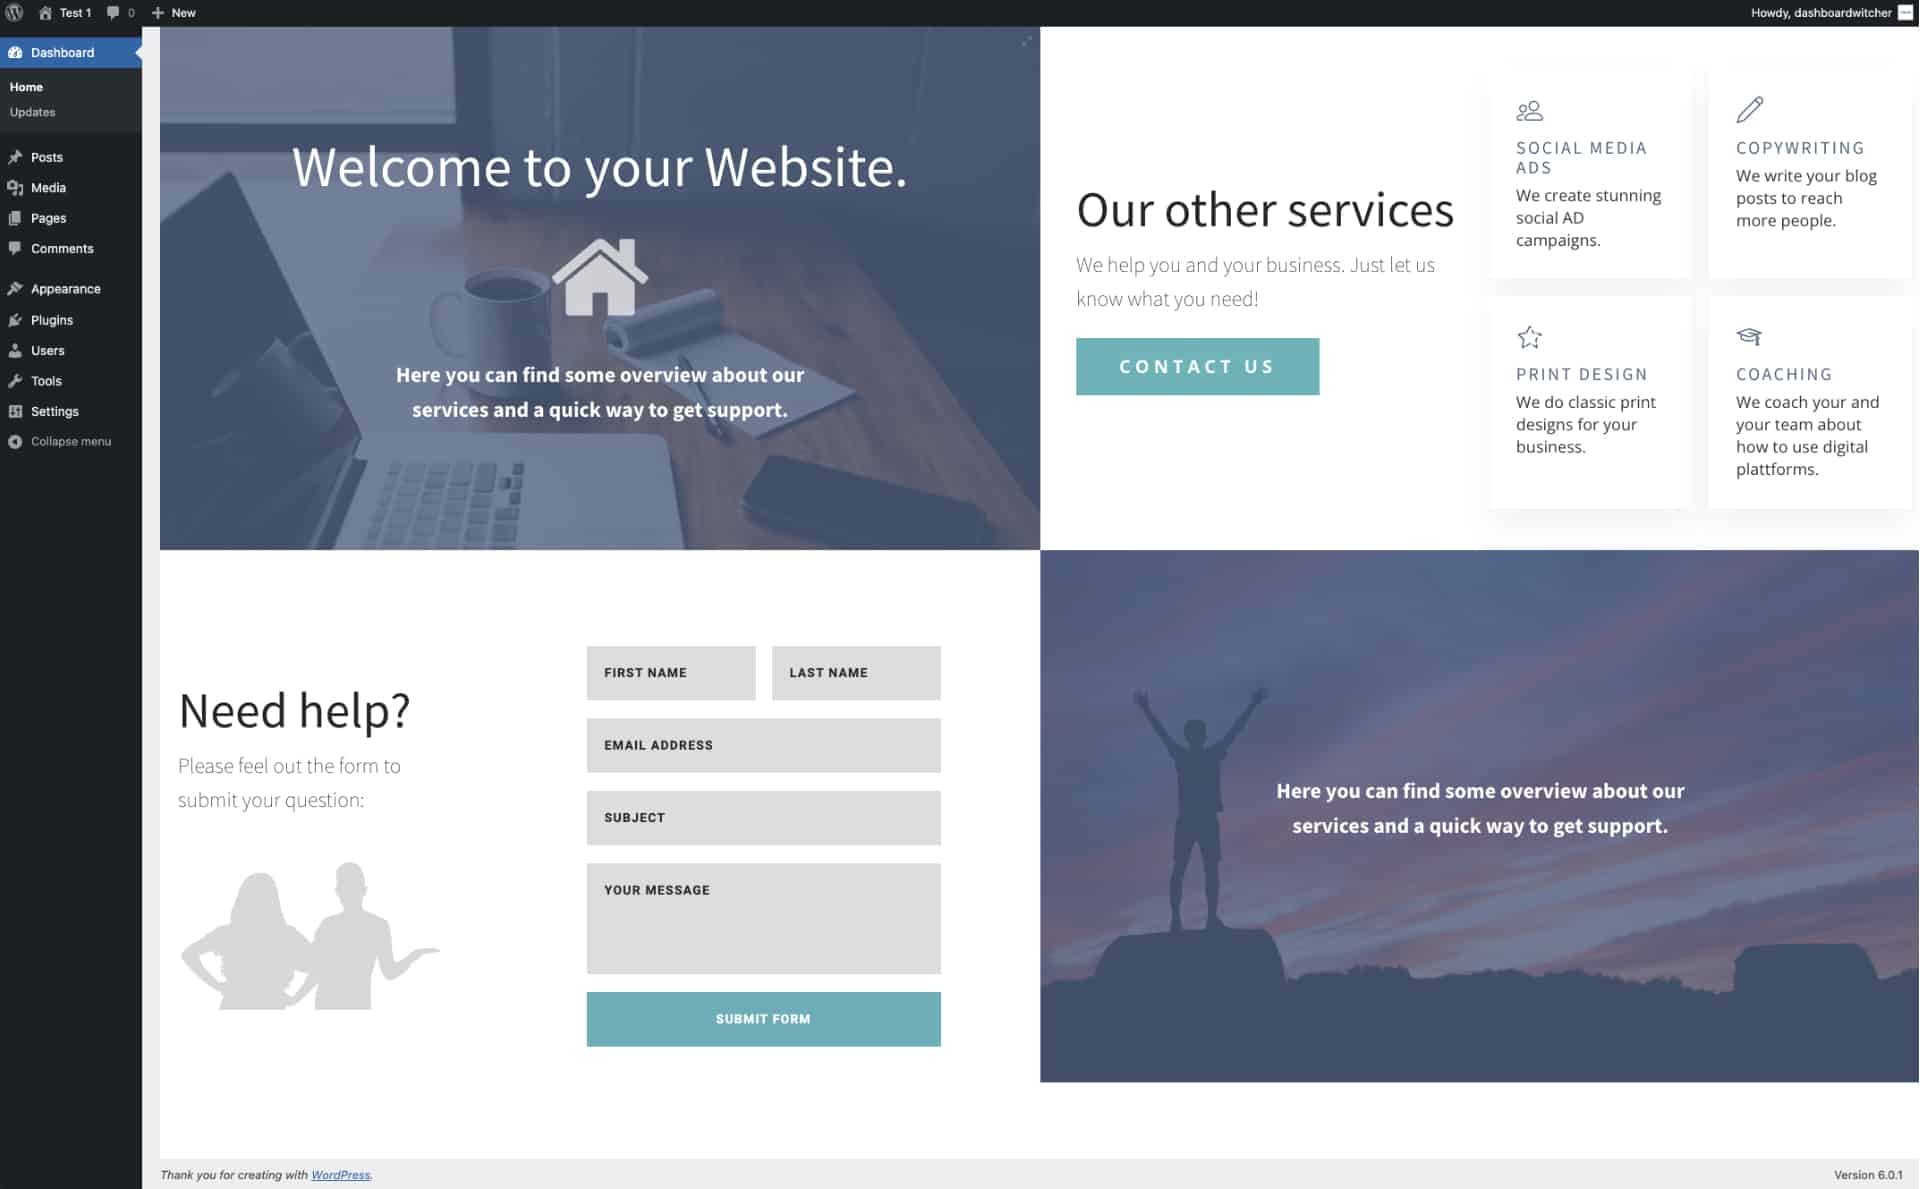 Test 1
0
New
Howdy, dashboardwitcher
Dashboard
Home
Updates
Posts
Media
Pages
Comments
Appearance
Plugins
Users
Tools
Settings
Collapse menu
Welcome to your Website.
Here you can find some overview about our
services and a quick way to get support.
Our other services
We help you and your business. Just let us
know what you need!
CONTACT US
SOCIAL MEDIA
ADS
We create stunning
social AD
campaigns.
COPYWRITING
We write your blog
posts to reach
more people.
PRINT DESIGN
We do classic print
designs for your
business.
COACHING
We coach your and
your team about
how to use digital
plattforms.
Need help?
Please feel out the form to
submit your question:
FIRST NAME
LAST NAME
EMAIL ADDRESS
SUBJECT
YOUR MESSAGE
SUBMIT FORM
Here you can find some overview about our
services and a quick way to get support.
Thank you for creating with WordPress.
Version 6.0.1